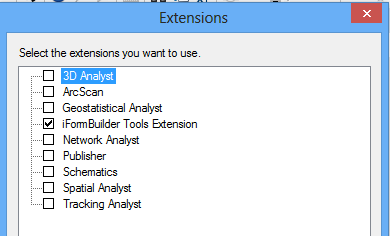 Extensions
Select the extensions you want to use.
3D Analyst
ArcScan
Geostatistical Analyst
iFormBuilder Tools Extension
Network Analyst
Publisher
Schematics
Spatial Analyst
Tracking Analyst